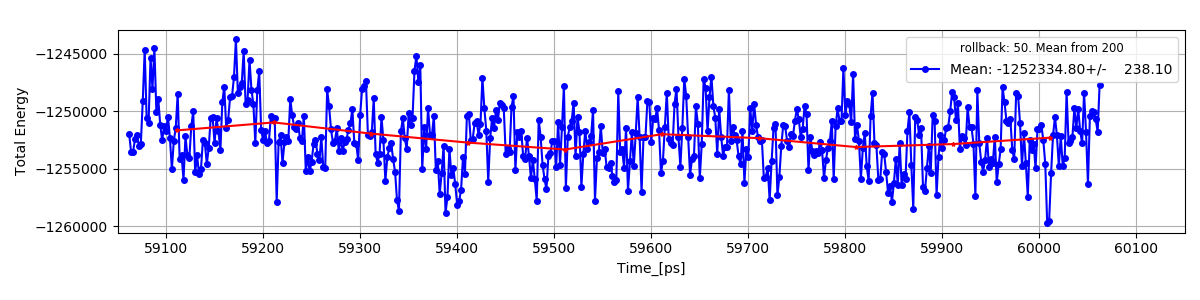 rollback: 50. Mean from 200
Mean: -1252334.80+/-    238.10
Total Energy
−1245000
−1250000
−1255000
−1260000
59100 59200 59300 59400 59500 59600 59700 59800 59900 60000 60100
Time_[ps]